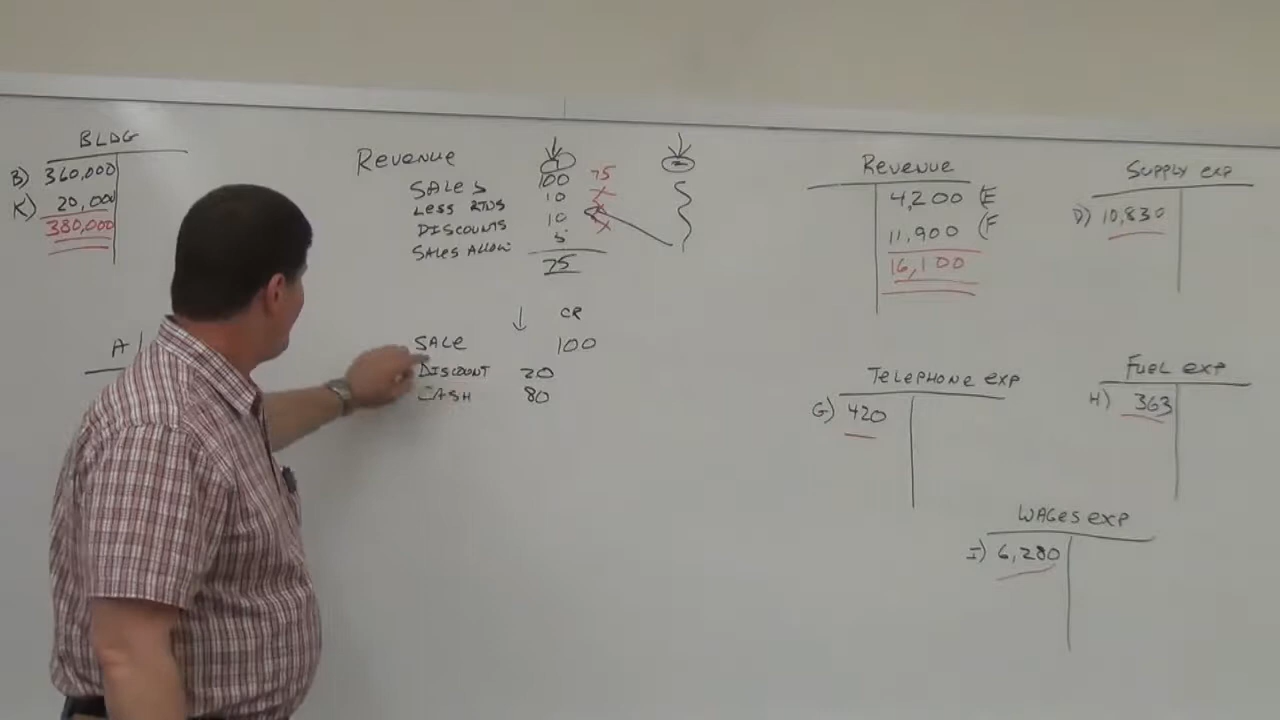 BLDG
B) 360,000
K) 20,000
380,000
A
Revenue
1
2
SALES 100 75
LESS RTNS 10
DISCOUNTS 10
SALES ALLOW 5
75
CR
SALE 100
DISCOUNT 20
CASH 80
Revenue
4,200 (E
11,900 (F
16,100
Supply exp
D) 10,830
Telephone exp
G) 420
Fuel exp
H) 363
WAGES exp
I) 6,280